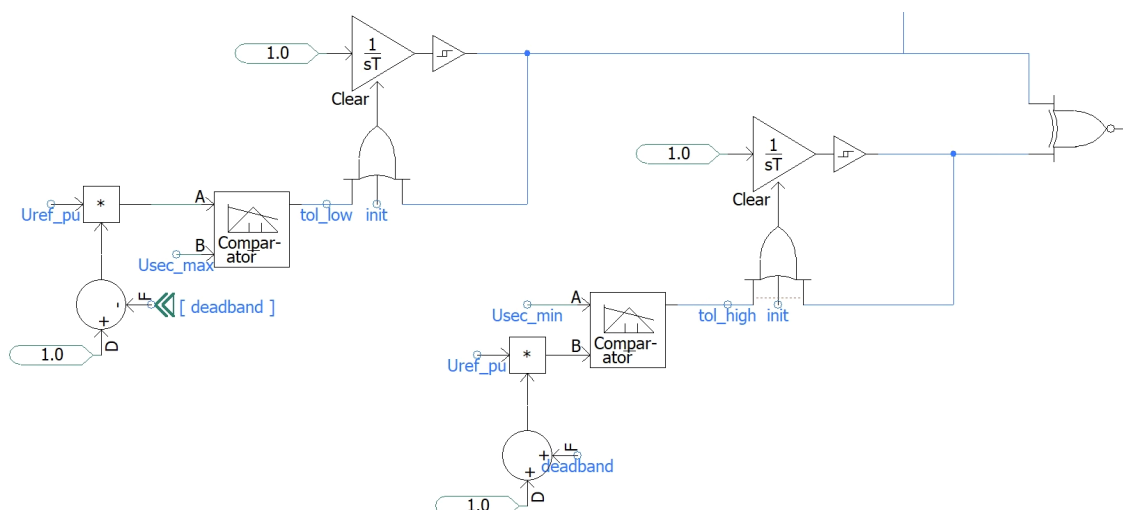 1.0
1
sT
Clear
1.0
1
sT
Clear
Uref_pu
*
A
Compar-
ator
B
Usec_max
tol_low
init
F
[ deadband ]
-
+
D
1.0
Usec_min
A
Compar-
ator
B
tol_high
init
Uref_pu
*
F
+
deadband
+
D
1.0